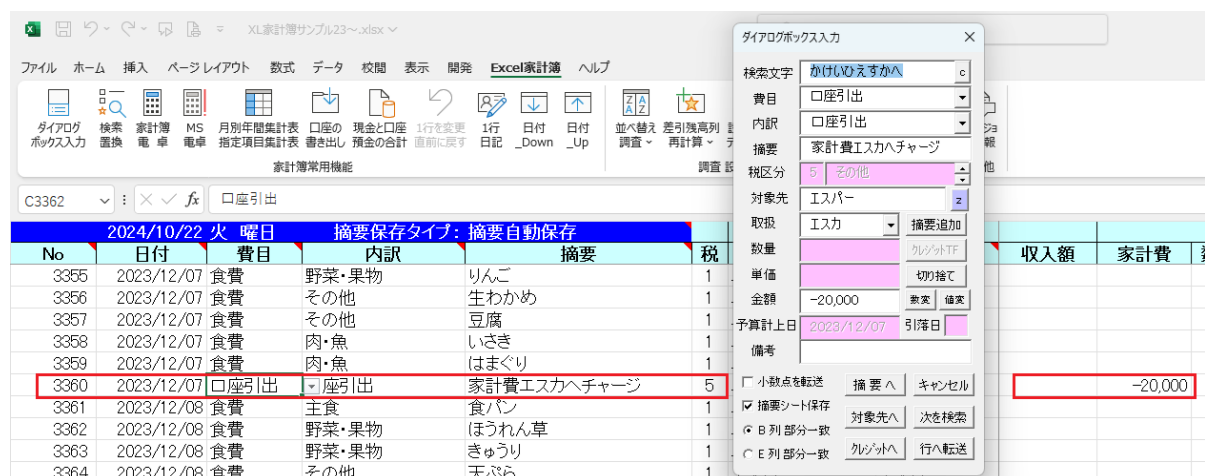 XL家計簿サンプル23～.xlsx
ファイル ホーム 挿入 ページ レイアウト 数式 データ 校閲 表示 開発 Excel家計簿 ヘルプ
ダイアログ ボックス入力
検索 置換
家計簿 電 卓
MS 電卓
月別年間集計表 指定項目集計表
口座の 書き出し
現金と口座 預金の合計
1行を変更 直前に戻す
1行 日記
日付 _Down
日付 _Up
並べ替え 調査
差引残高列 再計算
家計簿常用機能
調査
C3362
fx
口座引出
2024/10/22 火 曜日 摘要保存タイプ: 摘要自動保存
No 日付 費目 内訳 摘要 税 収入額 家計費
3355 2023/12/07 食費 野菜・果物 りんご 1
3356 2023/12/07 食費 その他 生わかめ 1
3357 2023/12/07 食費 その他 豆腐 1
3358 2023/12/07 食費 肉・魚 いさき 1
3359 2023/12/07 食費 肉・魚 はまぐり 1
3360 2023/12/07 口座引出 座引出 家計費エスカへチャージ 5 -20,000
3361 2023/12/08 食費 主食 食パン 1
3362 2023/12/08 食費 野菜・果物 ほうれん草 1
3363 2023/12/08 食費 野菜・果物 きゅうり 1
3364 2023/12/08 食費 その他 天ぷら 1
ダイアログボックス入力
検索文字 かけいひえすかへ c
費目 口座引出
内訳 口座引出
摘要 家計費エスカへチャージ
税区分 5 その他
対象先 エスパー z
取扱 エスカ 摘要追加
数量 クレジットTF
単価 切り捨て
金額 -20,000 数変 値変
予算計上日 2023/12/07 引落日
備考
小数点を転送 摘 要 へ キャンセル
摘要シート保存
対象先へ 次を検索
B 列 部分一致
E 列 部分一致
クレジットへ 行へ転送